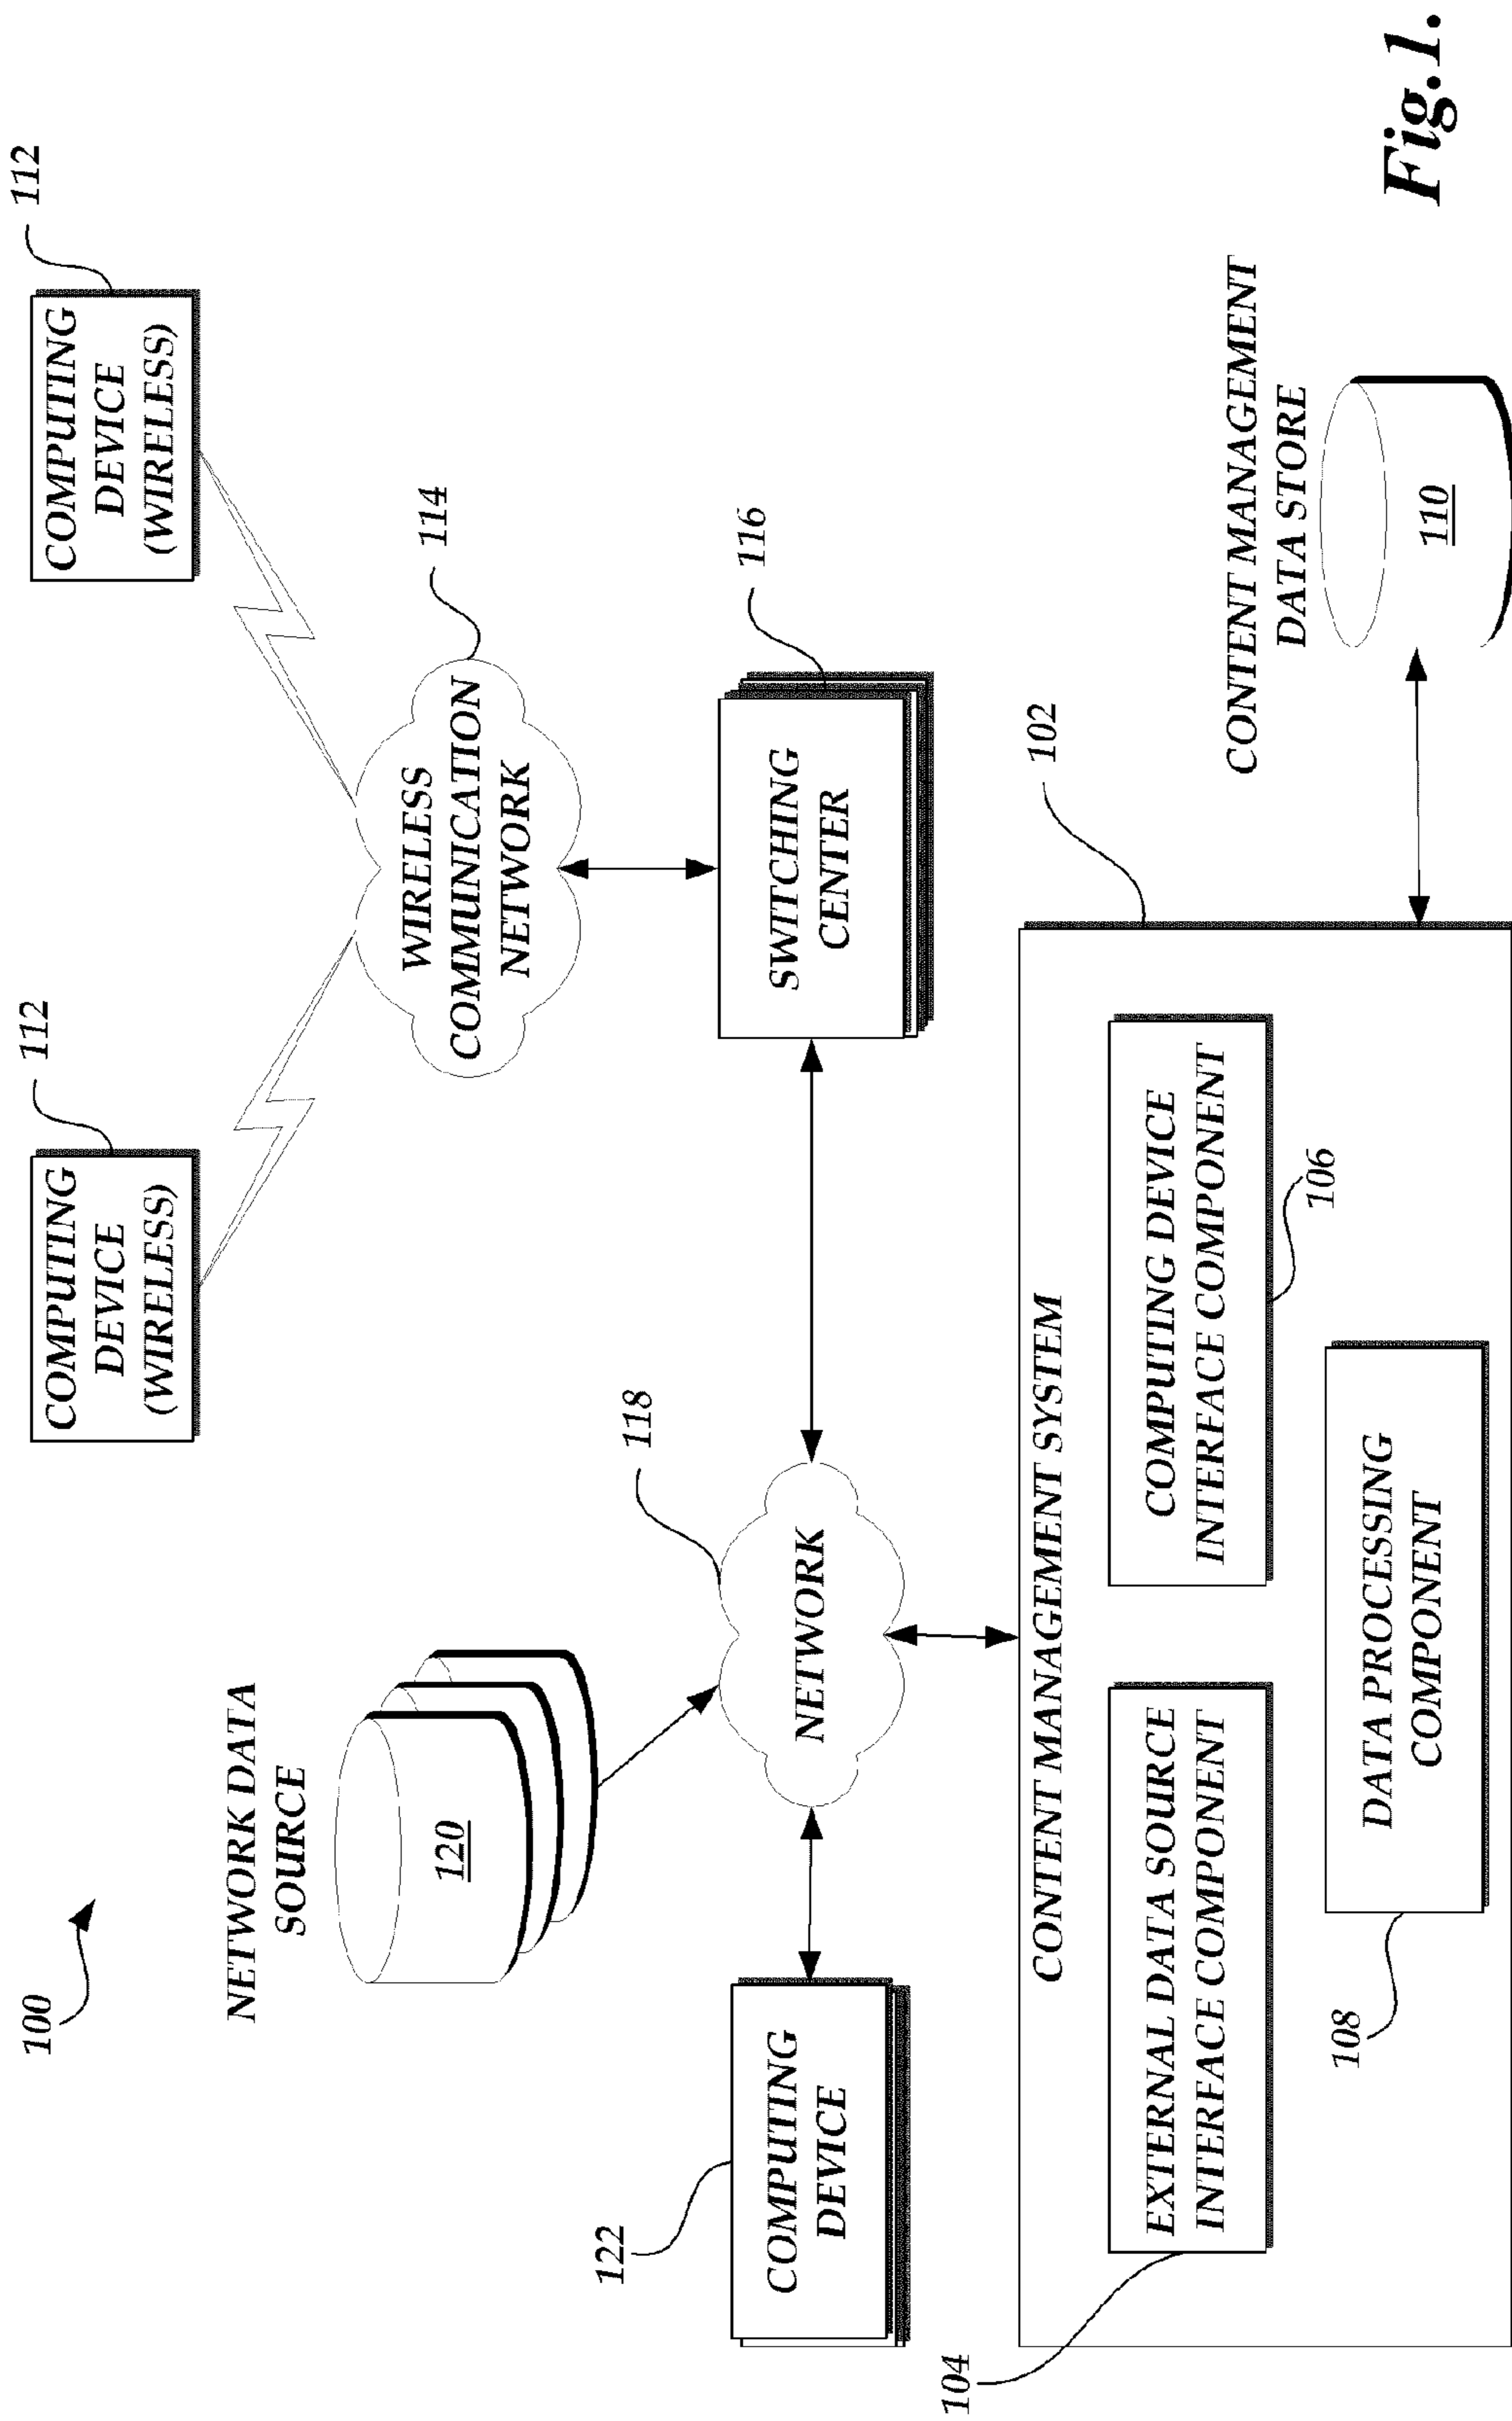 100
112
COMPUTING
DEVICE
(WIRELESS)
112
COMPUTING
DEVICE
(WIRELESS)
NETWORK DATA
SOURCE
120
114
WIRELESS
COMMUNICATION
NETWORK
118
116
122
COMPUTING
DEVICE
NETWORK
SWITCHING
CENTER
102
CONTENT MANAGEMENT SYSTEM
104
EXTERNAL DATA SOURCE
INTERFACE COMPONENT
COMPUTING DEVICE
INTERFACE COMPONENT
106
108
DATA PROCESSING
COMPONENT
CONTENT MANAGEMENT
DATA STORE
110
Fig.1.